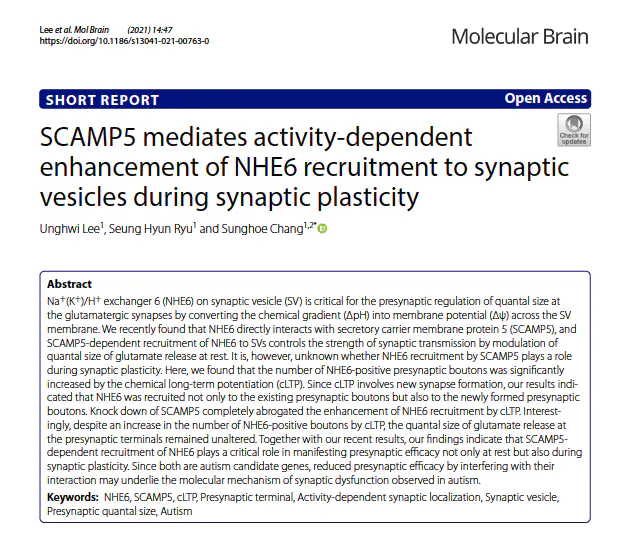 Lee et al. Mol Brain (2021) 14:47
https://doi.org/10.1186/s13041-021-00763-0
Molecular Brain
SHORT REPORT
Open Access
Check for
updates
SCAMP5 mediates activity-dependent
enhancement of NHE6 recruitment to synaptic
vesicles during synaptic plasticity
Unghwi Lee1, Seung Hyun Ryu1 and Sunghoe Chang1,2*
Abstract
Na+(K+)/H+ exchanger 6 (NHE6) on synaptic vesicle (SV) is critical for the presynaptic regulation of quantal size at
the glutamatergic synapses by converting the chemical gradient (ΔpH) into membrane potential (Δψ) across the SV
membrane. We recently found that NHE6 directly interacts with secretory carrier membrane protein 5 (SCAMP5), and
SCAMP5-dependent recruitment of NHE6 to SVs controls the strength of synaptic transmission by modulation of
quantal size of glutamate release at rest. It is, however, unknown whether NHE6 recruitment by SCAMP5 plays a role
during synaptic plasticity. Here, we found that the number of NHE6-positive presynaptic boutons was significantly
increased by the chemical long-term potentiation (cLTP). Since cLTP involves new synapse formation, our results indi-
cated that NHE6 was recruited not only to the existing presynaptic boutons but also to the newly formed presynaptic
boutons. Knock down of SCAMP5 completely abrogated the enhancement of NHE6 recruitment by cLTP. Interest-
ingly, despite an increase in the number of NHE6-positive boutons by cLTP, the quantal size of glutamate release at
the presynaptic terminals remained unaltered. Together with our recent results, our findings indicate that SCAMP5-
dependent recruitment of NHE6 plays a critical role in manifesting presynaptic efficacy not only at rest but also during
synaptic plasticity. Since both are autism candidate genes, reduced presynaptic efficacy by interfering with their
interaction may underlie the molecular mechanism of synaptic dysfunction observed in autism.
Keywords: NHE6, SCAMP5, cLTP, Presynaptic terminal, Activity-dependent synaptic localization, Synaptic vesicle,
Presynaptic quantal size, Autism